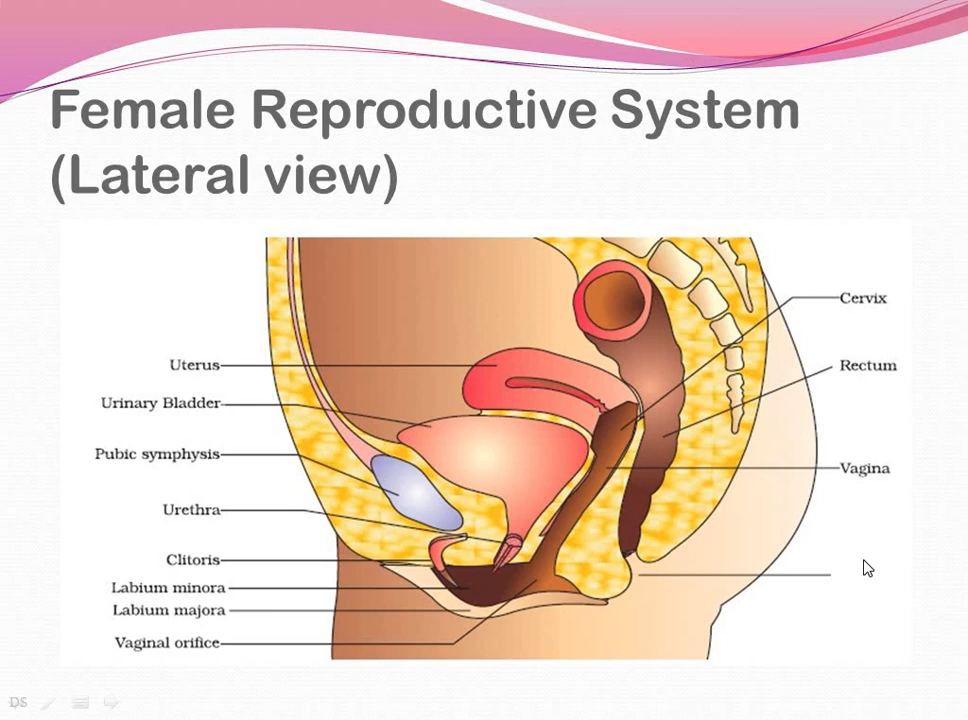 Female Reproductive System
(Lateral view)
Cervix
Uterus
Rectum
Urinary Bladder
Pubic symphysis
Vagina
Urethra
Clitoris
Labium minora
Labium majora
Vaginal orifice
DS